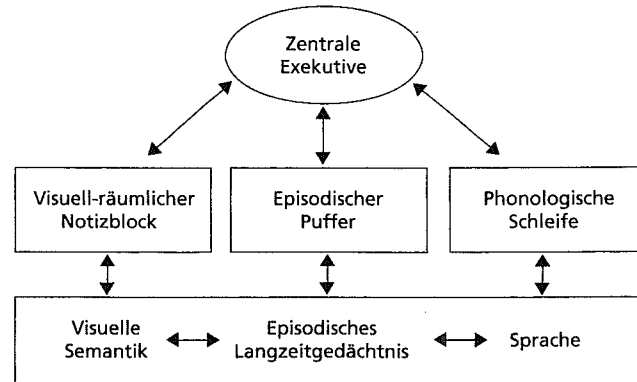 Zentrale
Exekutive
Visuell-räumlicher
Notizblock
Episodischer
Puffer
Phonologische
Schleife
Visuelle
Semantik
Episodisches
Langzeitgedächtnis
Sprache